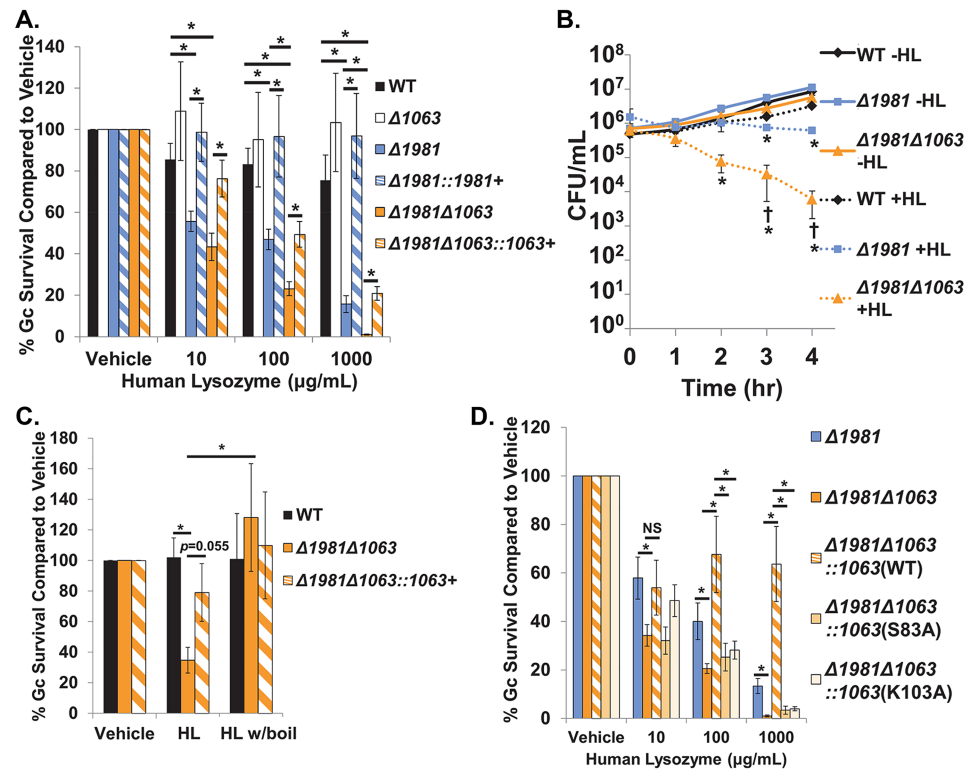 A.
% Gc Survival Compared to Vehicle
140
120
100
80
60
40
20
0
* * * * * * * * * * * * *
Vehicle 10 100 1000
Human Lysozyme (µg/mL)
WT
Δ1063
Δ1981
Δ1981::1981+
Δ1981Δ1063
Δ1981Δ1063::1063+
B.
CFU/mL
10⁸
10⁷
10⁶
10⁵
10⁴
10³
10²
10¹
10⁰
* * * † * † *
0 1 2 3 4
Time (hr)
WT -HL
Δ1981 -HL
Δ1981Δ1063
-HL
WT +HL
Δ1981 +HL
Δ1981Δ1063
+HL
C.
% Gc Survival Compared to Vehicle
180
160
140
120
100
80
60
40
20
0
*
*
p=0.055
Vehicle HL HL w/boil
WT
Δ1981Δ1063
Δ1981Δ1063::1063+
D.
% Gc Survival Compared to Vehicle
120
100
80
60
40
20
0
NS
* * * * * * * * *
Vehicle 10 100 1000
Human Lysozyme (µg/mL)
Δ1981
Δ1981Δ1063
Δ1981Δ1063
::1063(WT)
Δ1981Δ1063
::1063(S83A)
Δ1981Δ1063
::1063(K103A)